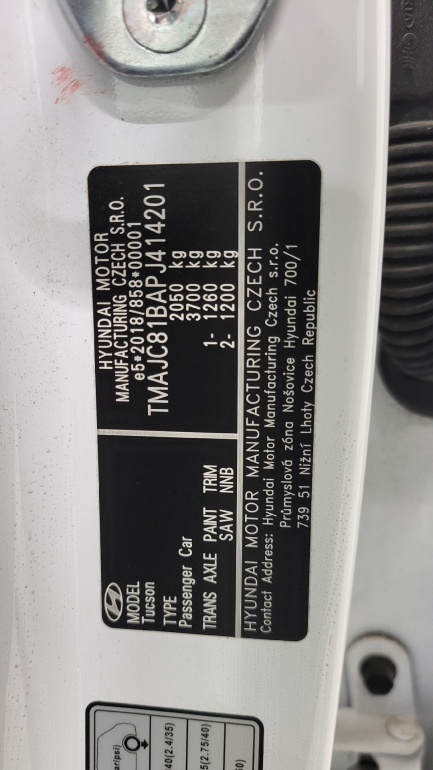 HYUNDAI MOTOR
MANUFACTURING CZECH S.R.O.
e5*2018/858*00001
TMAJC81BAPJ414201
2050 kg
3700 kg
1- 1260 kg
2- 1200 kg
MODEL
Tucson
TYPE
Passenger Car
TRANS AXLE PAINT TRIM
SAW NNB
HYUNDAI MOTOR MANUFACTURING CZECH S.R.O.
Contact Address: Hyundai Motor Manufacturing Czech s.r.o.
Průmyslová zóna Nošovice Hyundai 700/1
739 51 Nižní Lhoty Czech Republic